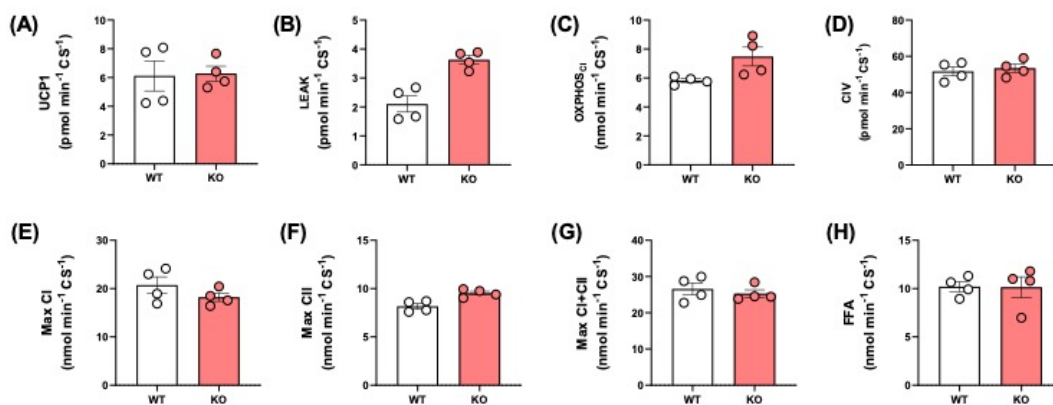 (A)
UCP1
(pmol min⁻¹ CS⁻¹)
8
6
4
2
0
WT
KO
(B)
LEAK
(pmol min⁻¹ CS⁻¹)
5
4
3
2
1
0
WT
KO
(C)
OXPHOSCI
(nmol min⁻¹ CS⁻¹)
10
8
6
4
2
0
WT
KO
(D)
CIV
(pmol min⁻¹ CS⁻¹)
80
60
40
20
0
WT
KO
(E)
Max CI
(nmol min⁻¹ CS⁻¹)
30
20
10
0
WT
KO
(F)
Max CII
(nmol min⁻¹ CS⁻¹)
15
10
5
0
WT
KO
(G)
Max CI+CII
(nmol min⁻¹ CS⁻¹)
40
30
20
10
0
WT
KO
(H)
FFA
(nmol min⁻¹ CS⁻¹)
15
10
5
0
WT
KO